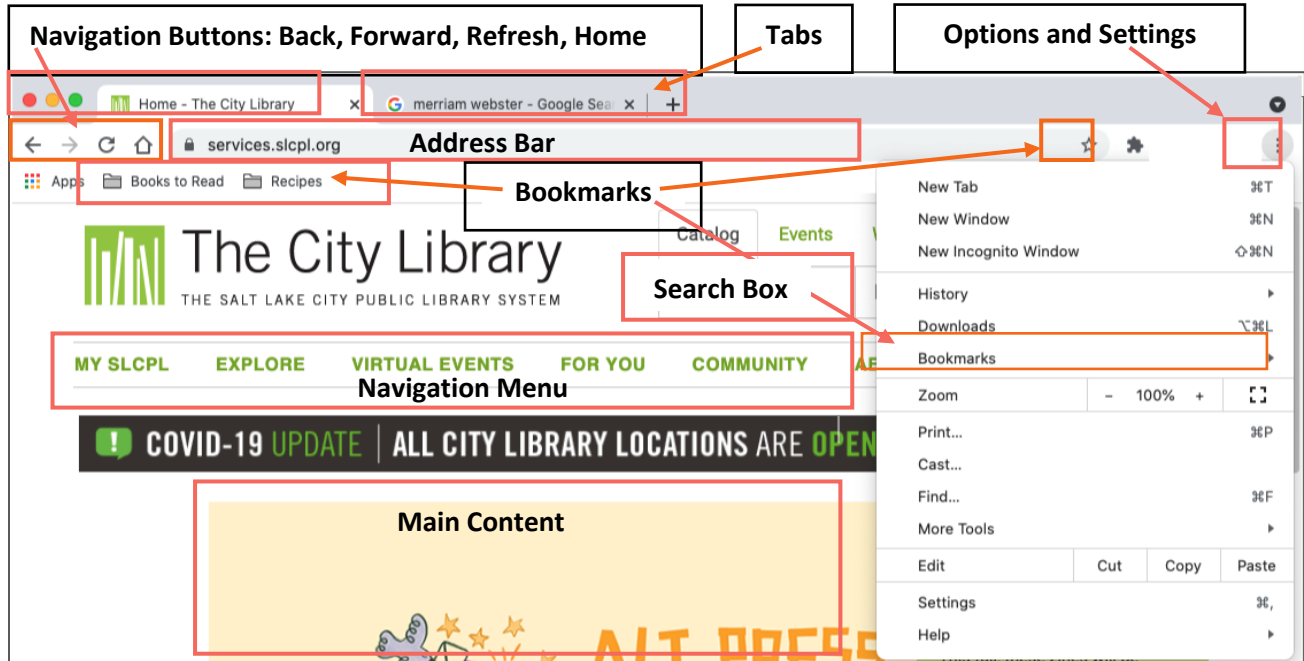 Navigation Buttons: Back, Forward, Refresh, Home
Tabs
Options and Settings
Home - The City Library
merriam webster - Google Sea
services.slcpl.org
Address Bar
Apps
Books to Read
Recipes
Bookmarks
The City Library
THE SALT LAKE CITY PUBLIC LIBRARY SYSTEM
Catalog
Events
Search Box
MY SLCPL
EXPLORE
VIRTUAL EVENTS
FOR YOU
COMMUNITY
Navigation Menu
COVID-19 UPDATE | ALL CITY LIBRARY LOCATIONS ARE OPEN
Main Content
ALT PRESS
New Tab ⌘T
New Window ⌘N
New Incognito Window ⇧⌘N
History
Downloads ⌥⌘L
Bookmarks
Zoom - 100% +
Print... ⌘P
Cast...
Find... ⌘F
More Tools
Edit Cut Copy Paste
Settings ⌘,
Help